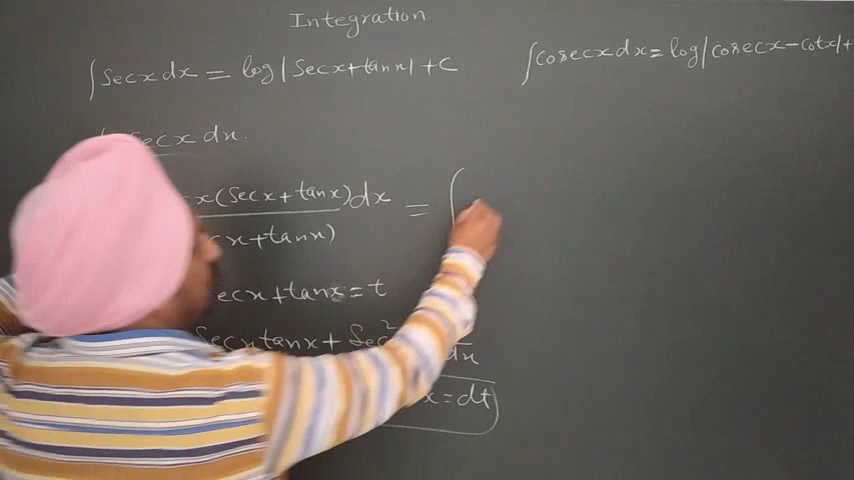 Integration
∫Secx dx = log|Secx+tanx|+C
∫Cosecx dx = log|Cosecx-Cotx|+
Secx dx.
x(Secx+tanx)dx = ∫
cx+tanx)
ecx+tanx=t
Secxtanx+Sec²
dx
x=dt